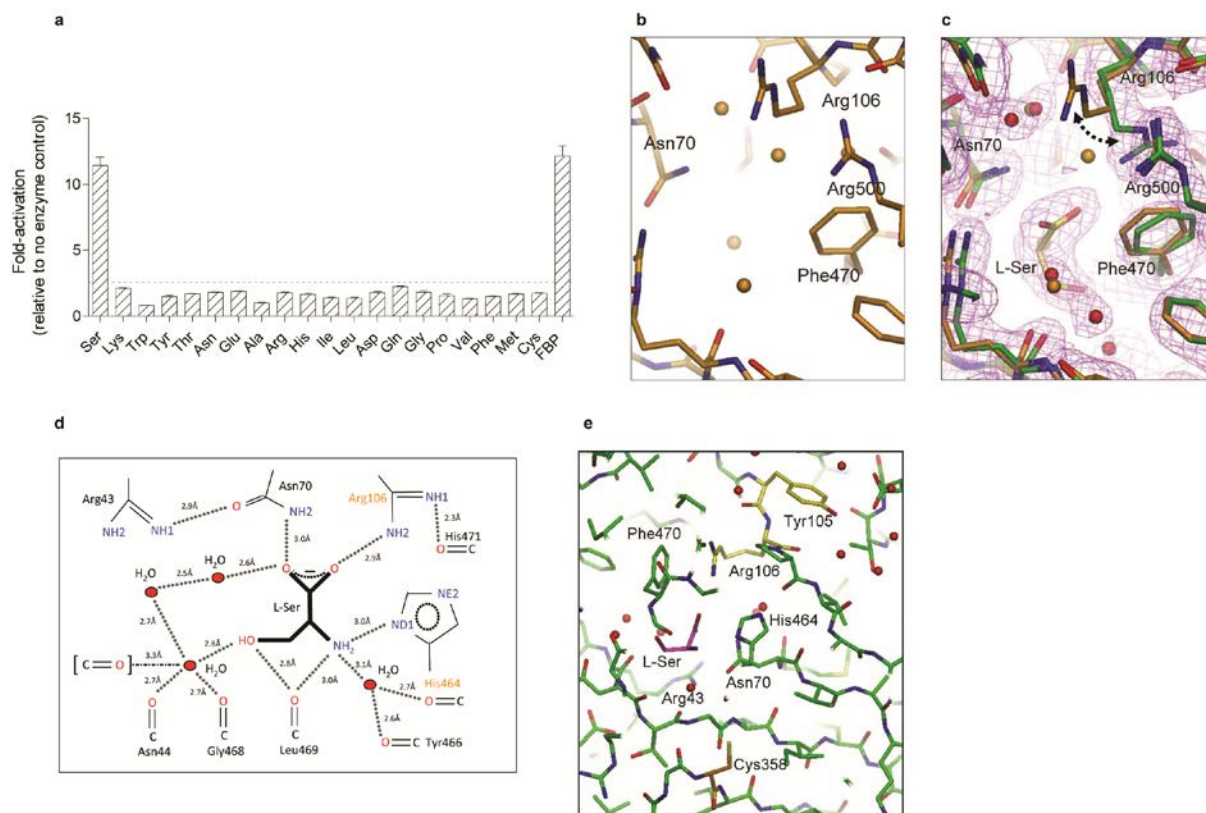 a
Fold-activation
(relative to no enzyme control)
15
10
5
0
Ser
Lys
Trp
Tyr
Thr
Asn
Glu
Ala
Arg
His
Ile
Leu
Asp
Gln
Gly
Pro
Val
Phe
Met
Cys
FBP
b
Arg106
Asn70
Arg500
Phe470
c
Arg106
Asn70
Arg500
L-Ser
Phe470
d
Arg43
Asn70
Arg106
NH1
2.9Å
O
2.3Å
NH2
NH1
NH2
NH2
His471
O C
3.0Å
2.9Å
H2O
H2O
2.5Å
2.6Å
O
O
L-Ser
NE2
2.7Å
3.0Å
ND1
HO
NH2
2.8Å
[ C O ]
3.3Å
H2O
2.8Å
3.1Å
H2O
His464
2.7Å
2.7Å
3.0Å
2.7Å
O C
O
O
O
2.6Å
C
C
C
O C
Tyr466
Asn44
Gly468
Leu469
e
Tyr105
Phe470
Arg106
His464
L-Ser
Asn70
Arg43
Cys358